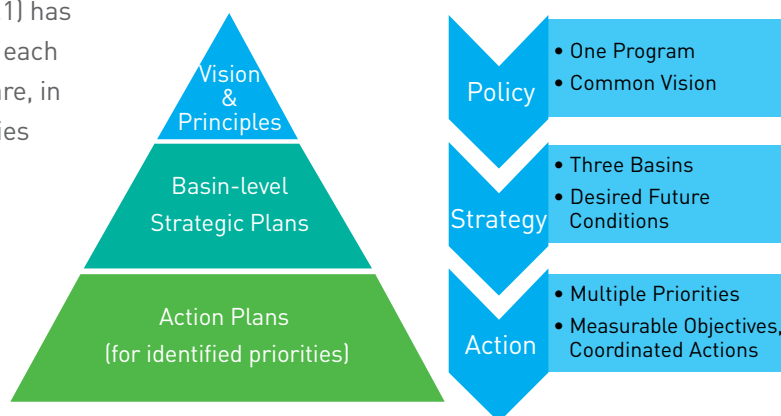 .1) has
each
are, in
ies
Vision
&
Principles
Basin-level
Strategic Plans
Action Plans
(for identified priorities)
Policy
• One Program
• Common Vision
Strategy
• Three Basins
• Desired Future
Conditions
Action
• Multiple Priorities
• Measurable Objectives,
Coordinated Actions